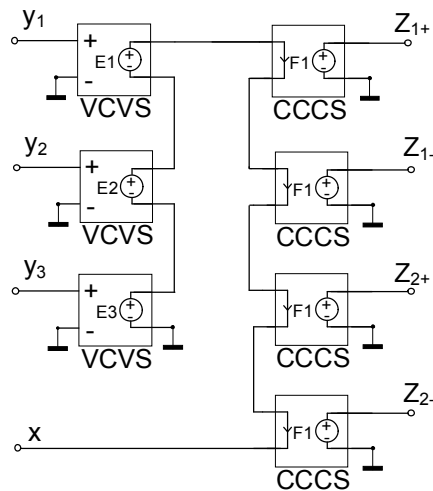 y1 Z1+
+ E1 + - - VCVS
F1 + - CCCS
y2 Z1-
+ E2 + - - VCVS
F1 + - CCCS
y3 Z2+
+ E3 + - - VCVS
F1 + - CCCS
x Z2-
F1 + - CCCS